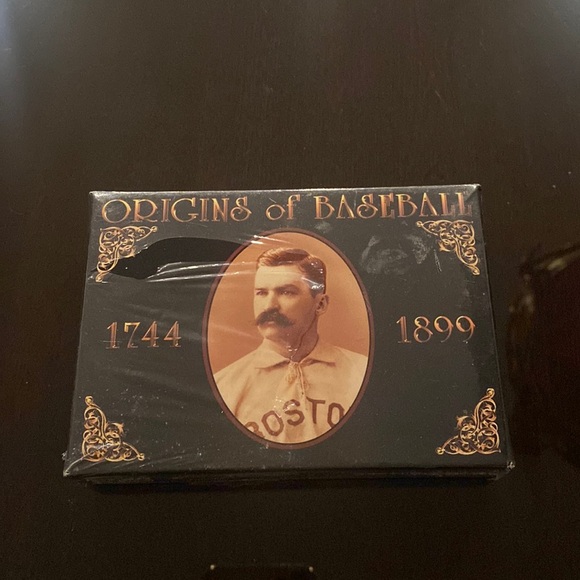 ORIGINS of BASEBALL
1744 1899
BOSTO